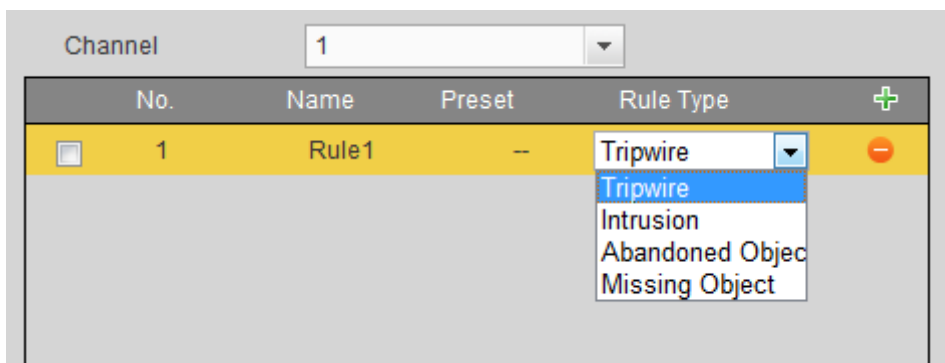 Channel 1
No. Name Preset Rule Type
1 Rule1 -- Tripwire
Tripwire
Intrusion
Abandoned Objec
Missing Object